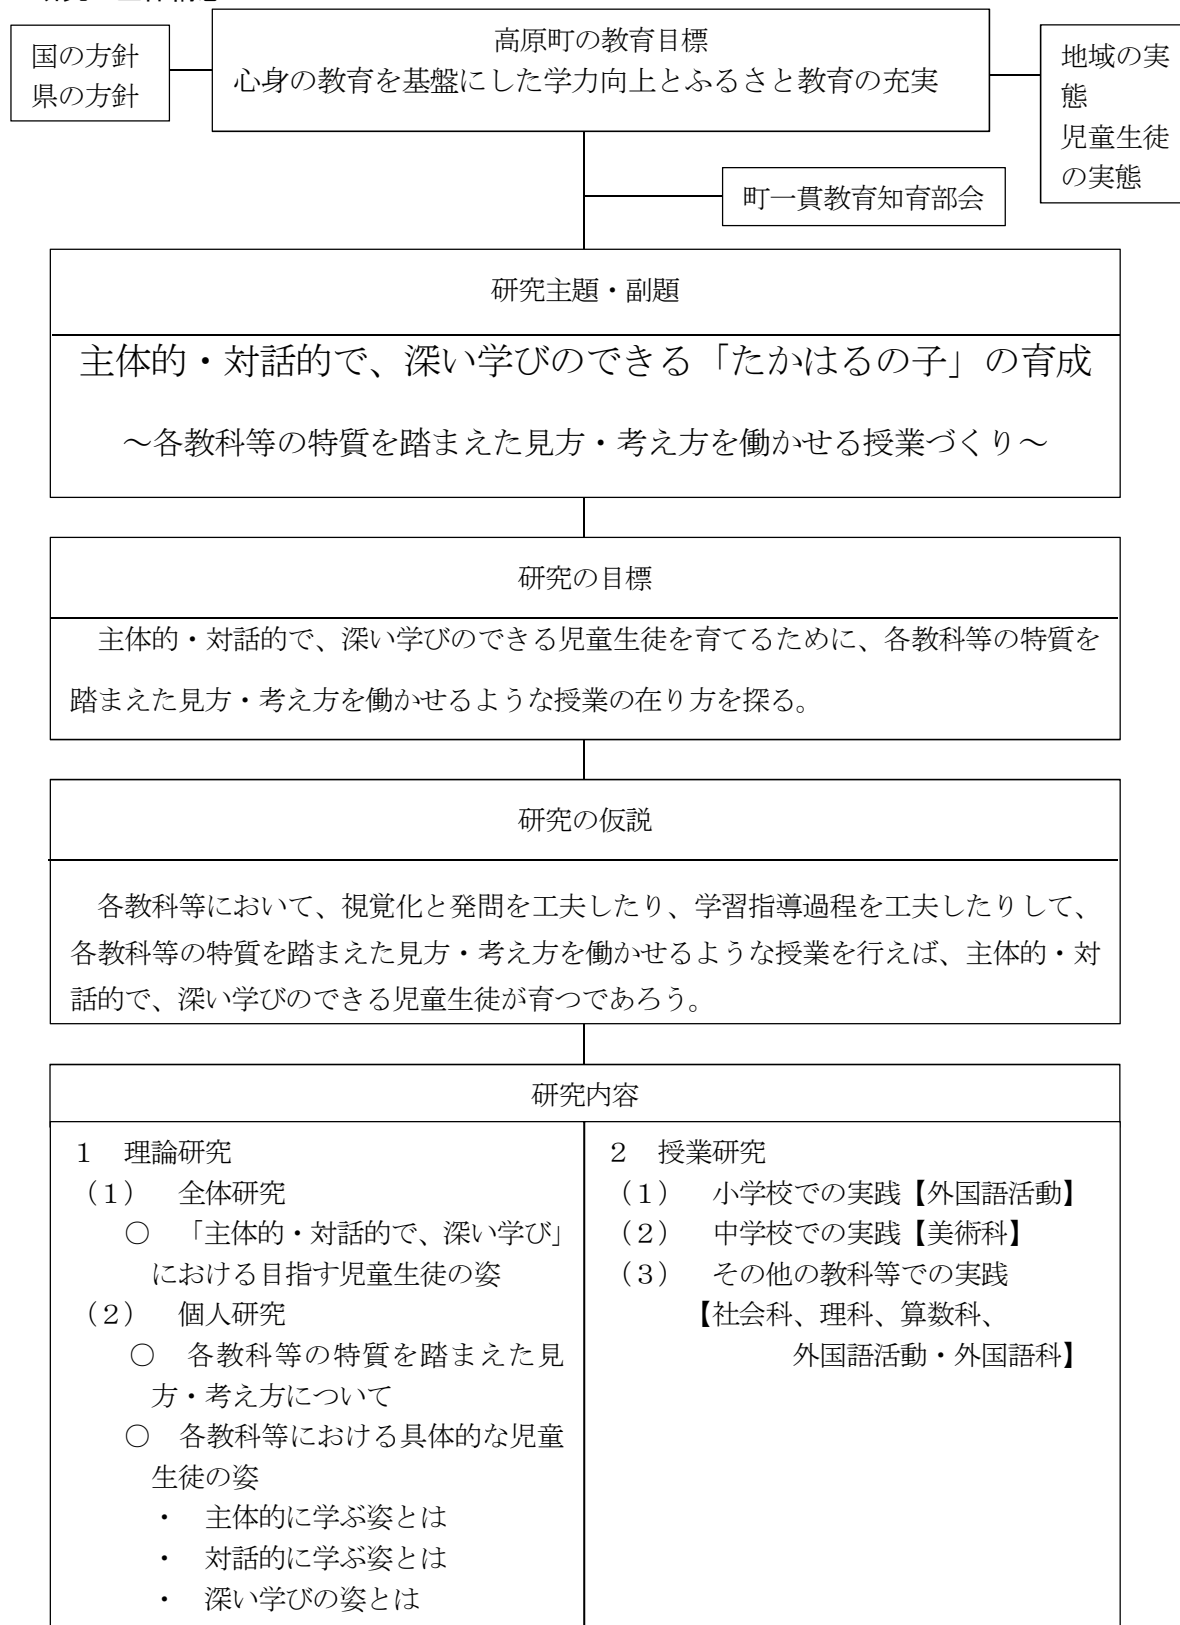 国の方針
県の方針
高原町の教育目標
心身の教育を基盤にした学力向上とふるさと教育の充実
地域の実
態
児童生徒
の実態
町一貫教育知育部会
研究主題・副題
主体的・対話的で、深い学びのできる「たかはるの子」の育成
～各教科等の特質を踏まえた見方・考え方を働かせる授業づくり～
研究の目標
主体的・対話的で、深い学びのできる児童生徒を育てるために、各教科等の特質を
踏まえた見方・考え方を働かせるような授業の在り方を探る。
研究の仮説
各教科等において、視覚化と発問を工夫したり、学習指導過程を工夫したりして、
各教科等の特質を踏まえた見方・考え方を働かせるような授業を行えば、主体的・対
話的で、深い学びのできる児童生徒が育つであろう。
研究内容
１　理論研究
（１）　全体研究
○　「主体的・対話的で、深い学び」
における目指す児童生徒の姿
（２）　個人研究
○　各教科等の特質を踏まえた見
方・考え方について
○　各教科等における具体的な児童
生徒の姿
・　主体的に学ぶ姿とは
・　対話的に学ぶ姿とは
・　深い学びの姿とは
２　授業研究
（１）　小学校での実践【外国語活動】
（２）　中学校での実践【美術科】
（３）　その他の教科等での実践
【社会科、理科、算数科、
外国語活動・外国語科】